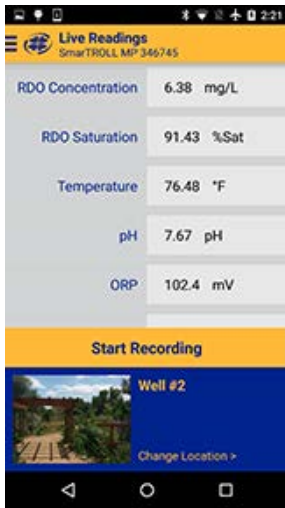 2:21
Live Readings
SmarTROLL MP 346745
RDO Concentration 6.38 mg/L
RDO Saturation 91.43 %Sat
Temperature 76.48 °F
pH 7.67 pH
ORP 102.4 mV
Start Recording
Well #2
Change Location >